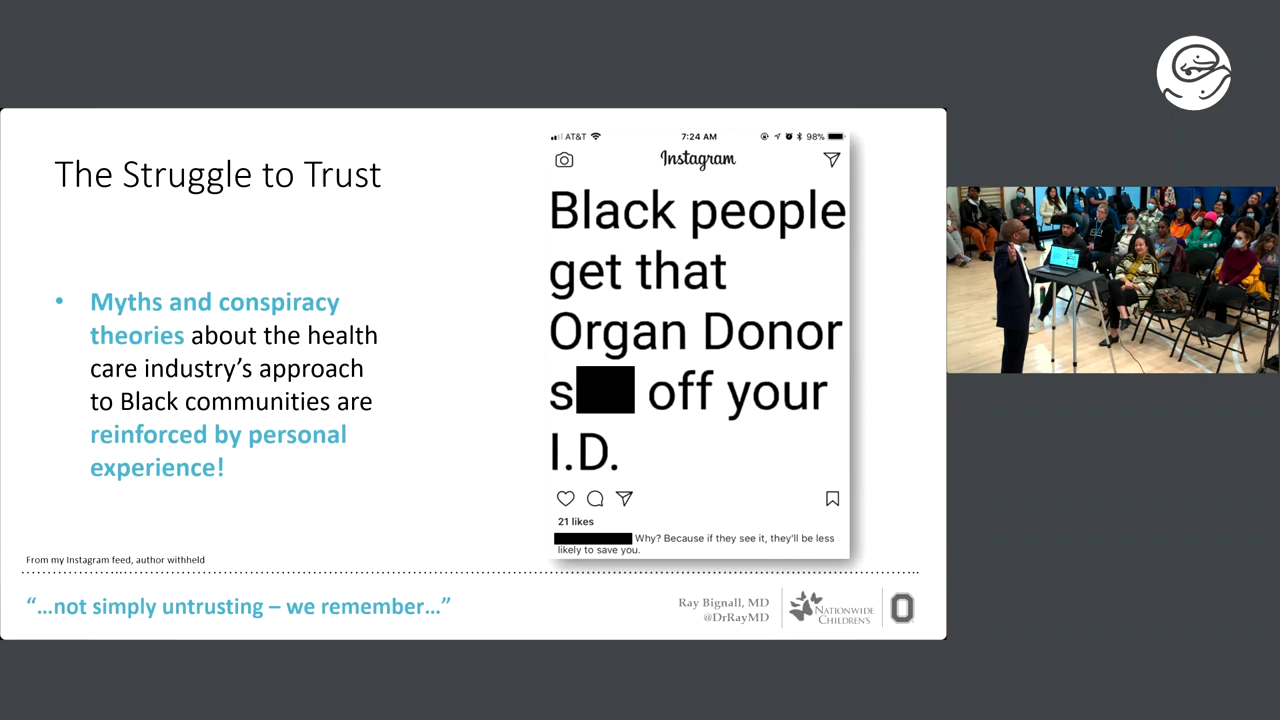 The Struggle to Trust
• Myths and conspiracy
theories about the health
care industry’s approach
to Black communities are
reinforced by personal
experience!
AT&T 7:24 AM 98%
Instagram
Black people
get that
Organ Donor
s off your
I.D.
21 likes
Why? Because if they see it, they'll be less
likely to save you.
From my Instagram feed, author withheld
“...not simply untrusting – we remember...”
Ray Bignall, MD
@DrRayMD
NATIONWIDE
CHILDREN'S
O